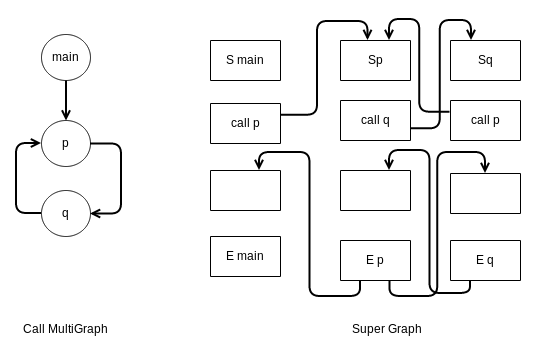 main
p
q
Call MultiGraph
S main
Sp
Sq
call p
call q
call p
E main
E p
E q
Super Graph